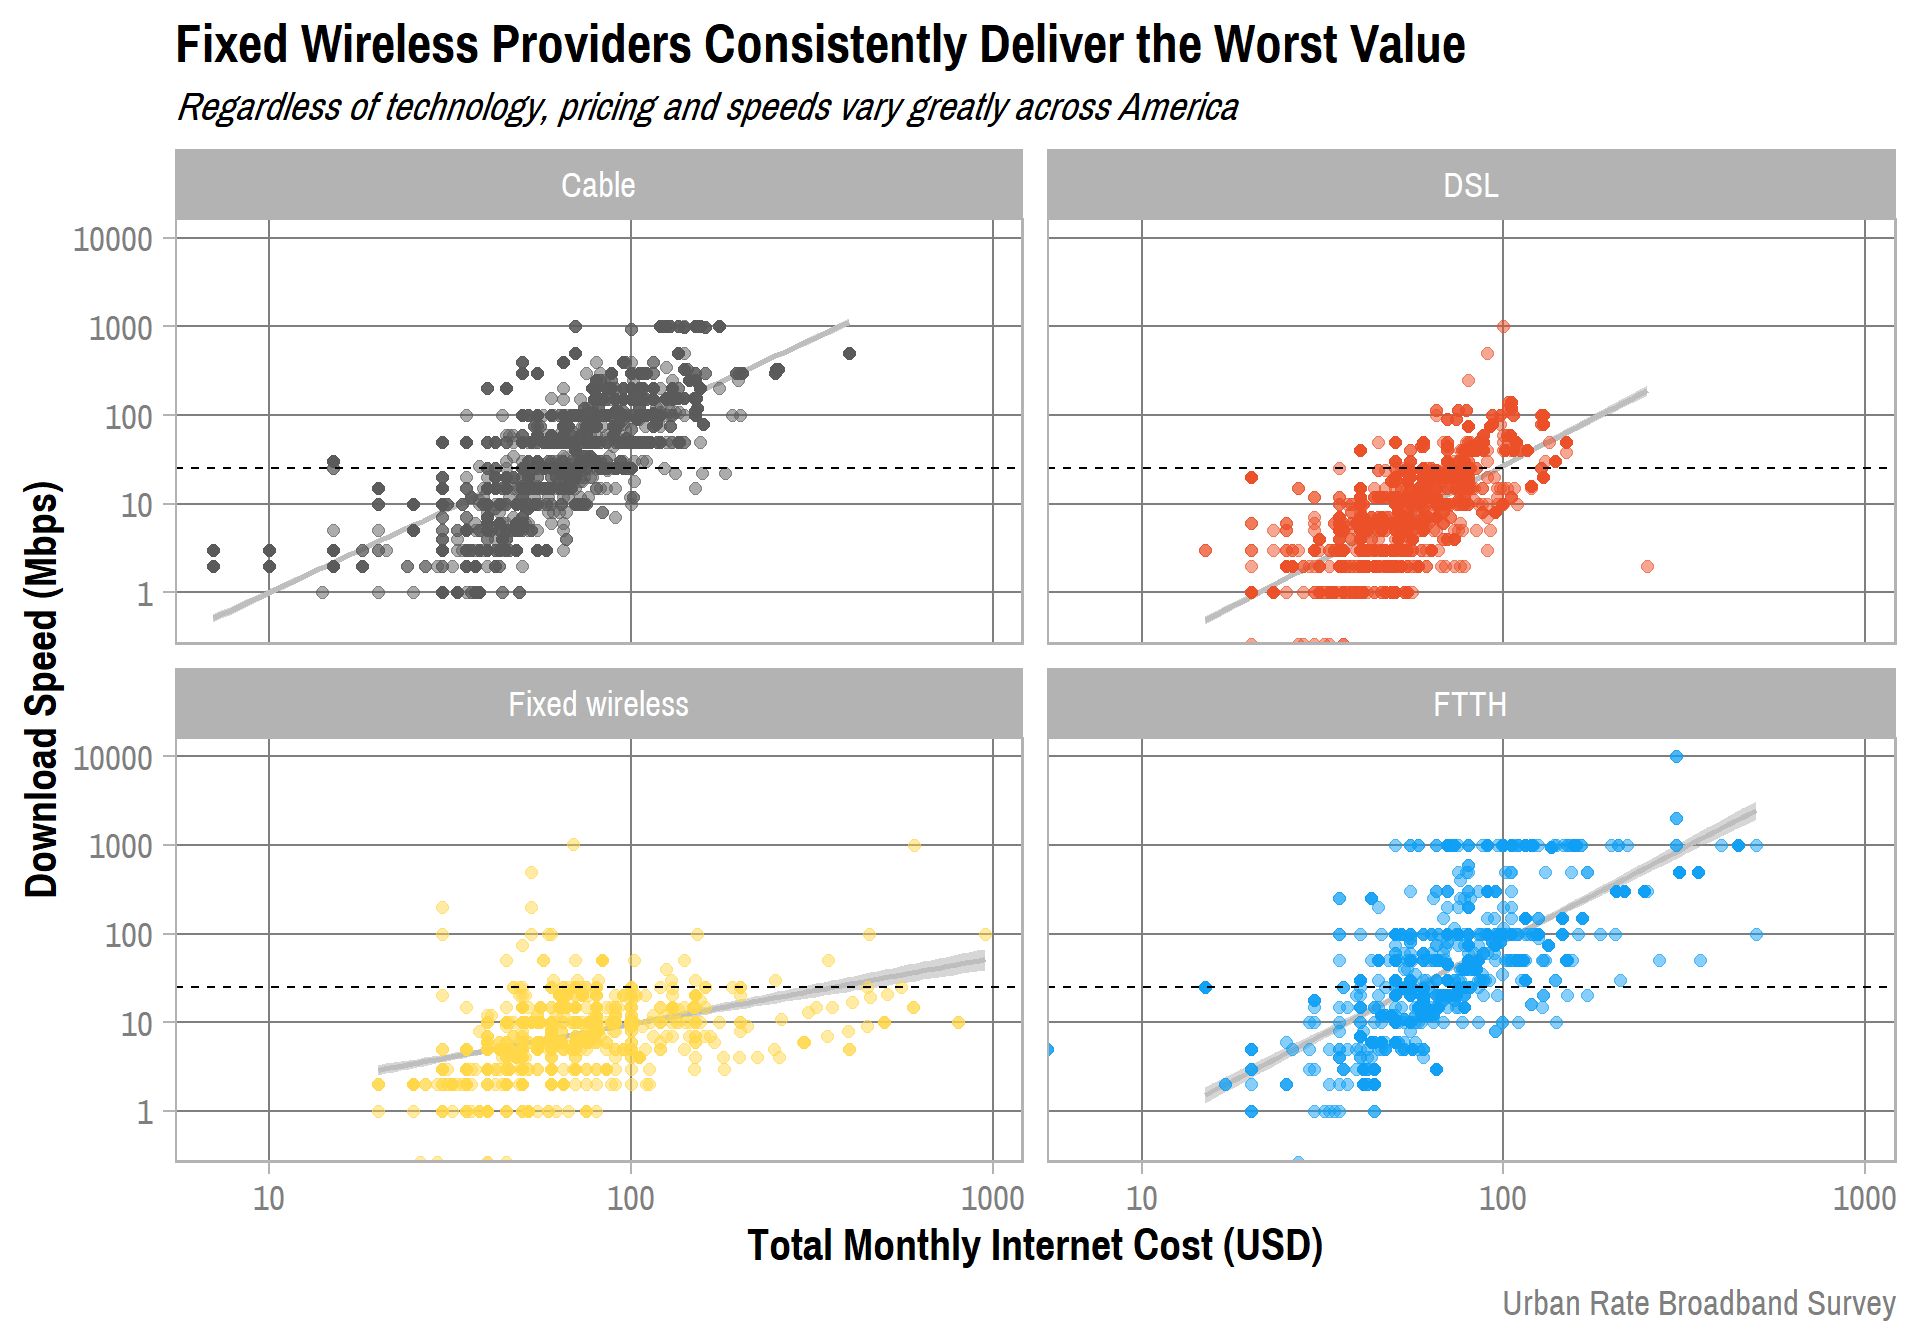 Fixed Wireless Providers Consistently Deliver the Worst Value
Regardless of technology, pricing and speeds vary greatly across America
Cable
DSL
10000
1000
100
10
1
Fixed wireless
FTTH
10000
1000
100
10
1
10
100
1000
10
100
1000
Download Speed (Mbps)
Total Monthly Internet Cost (USD)
Urban Rate Broadband Survey